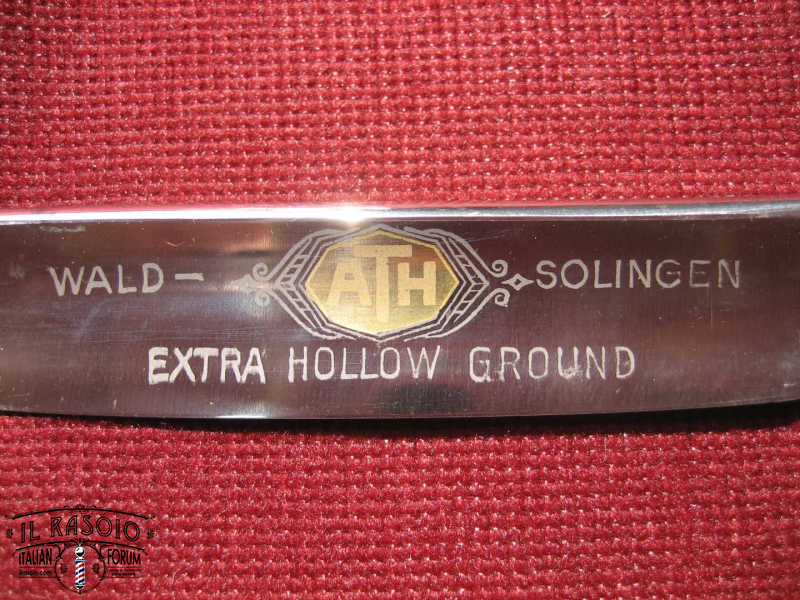 WALD – ATH SOLINGEN
EXTRA HOLLOW GROUND
IL RASOIO
ITALIAN FORUM